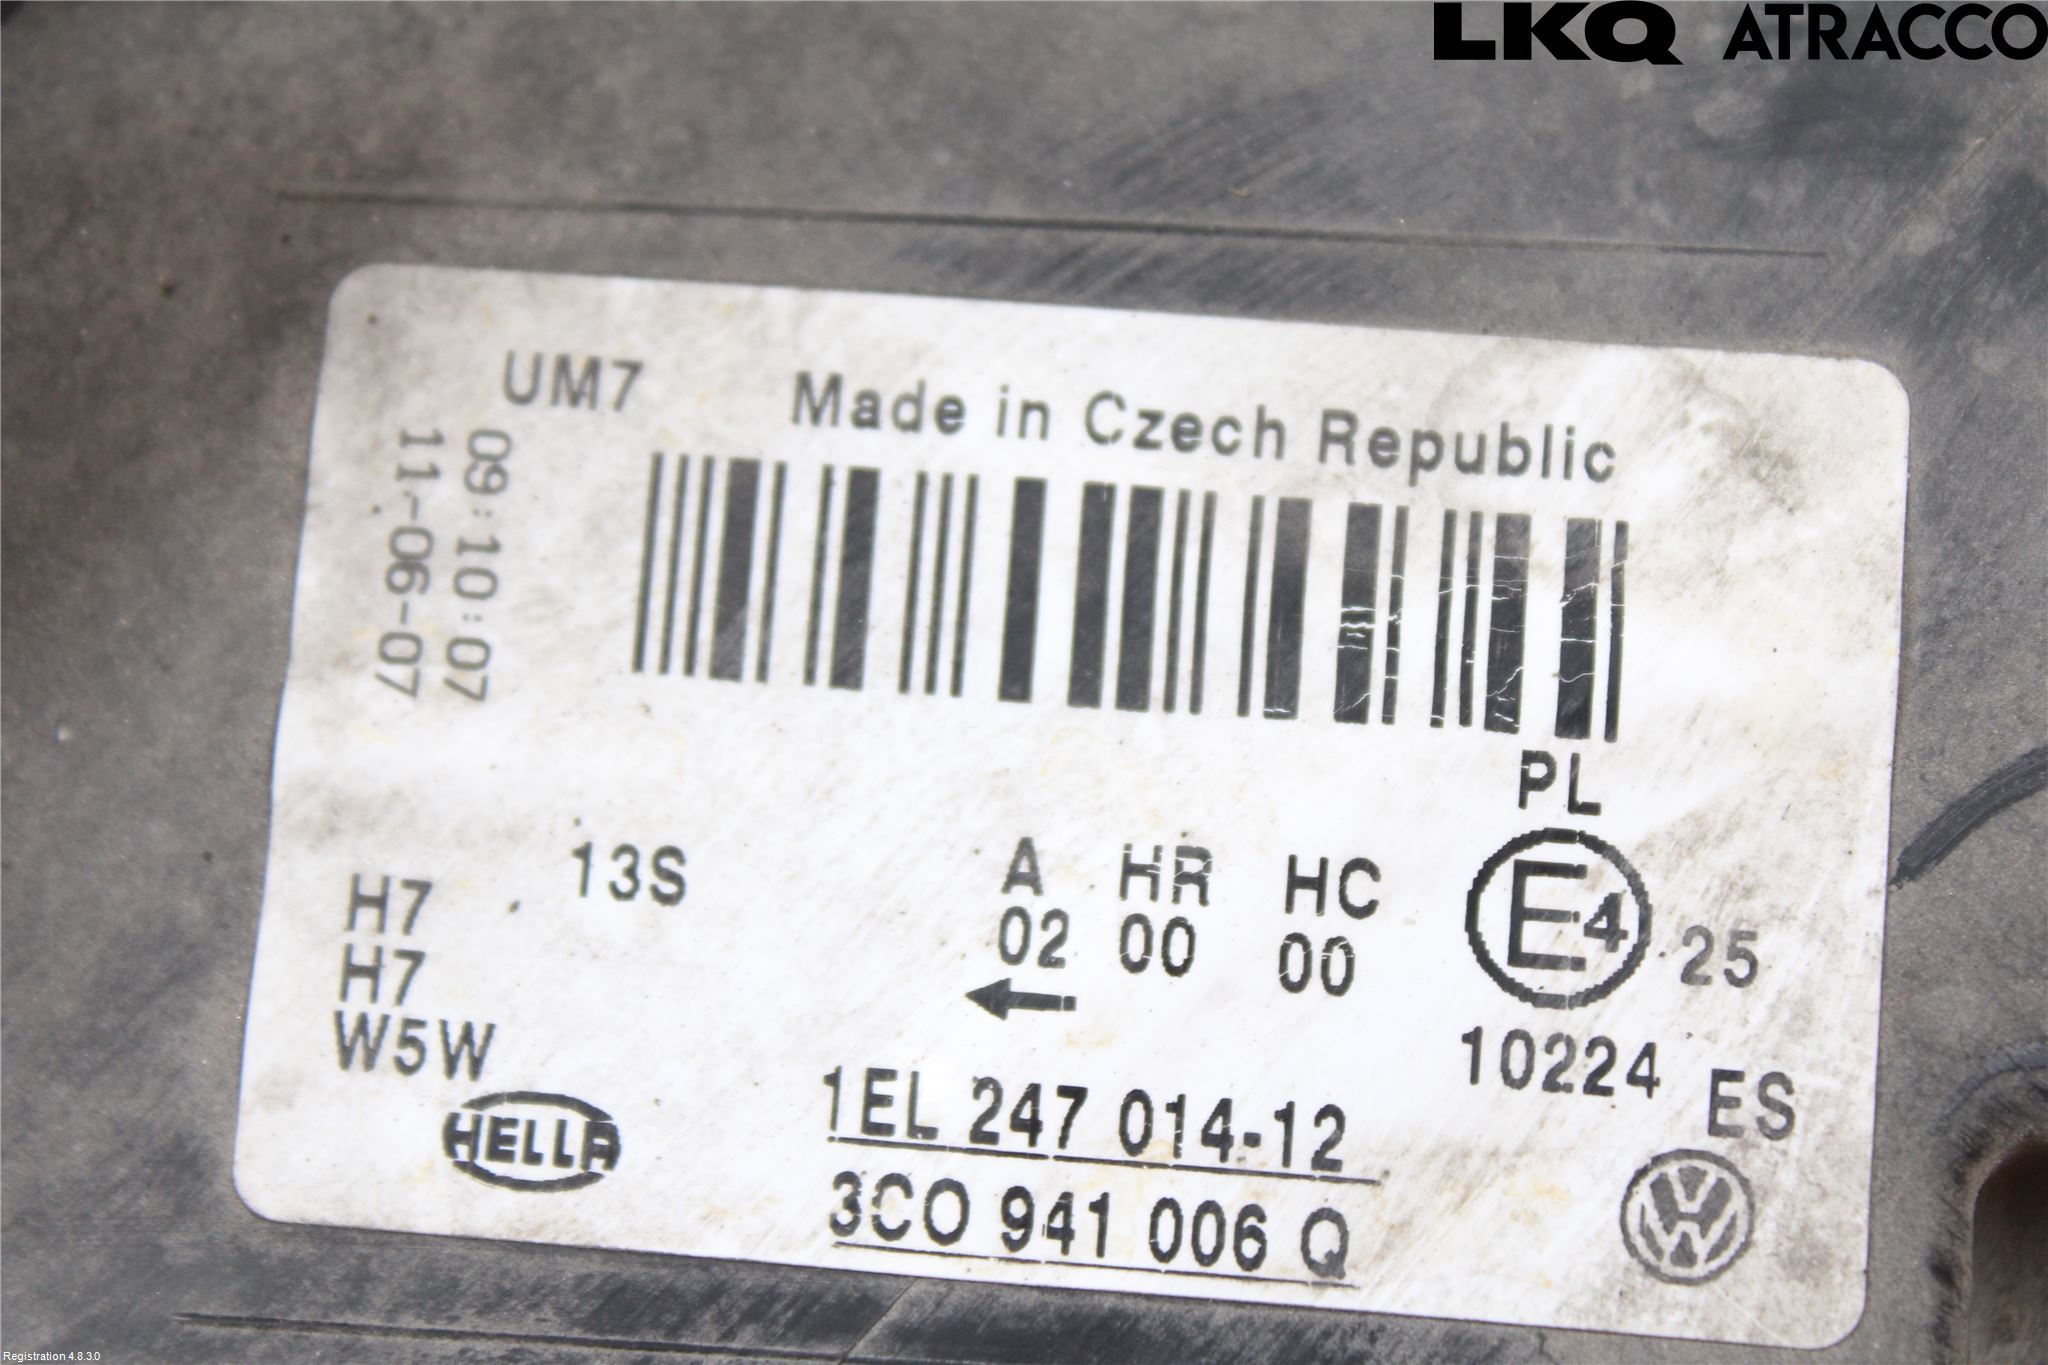 LKQ ATRACCO
UM7 Made in Czech Republic
09:10:07
11-06-07
PL
13S A HR HC
H7 02 00 00 E4 25
H7
W5W 10224 ES
HELLA 1EL 247 014-12
3C0 941 006 Q
Registration 4.8.3.0